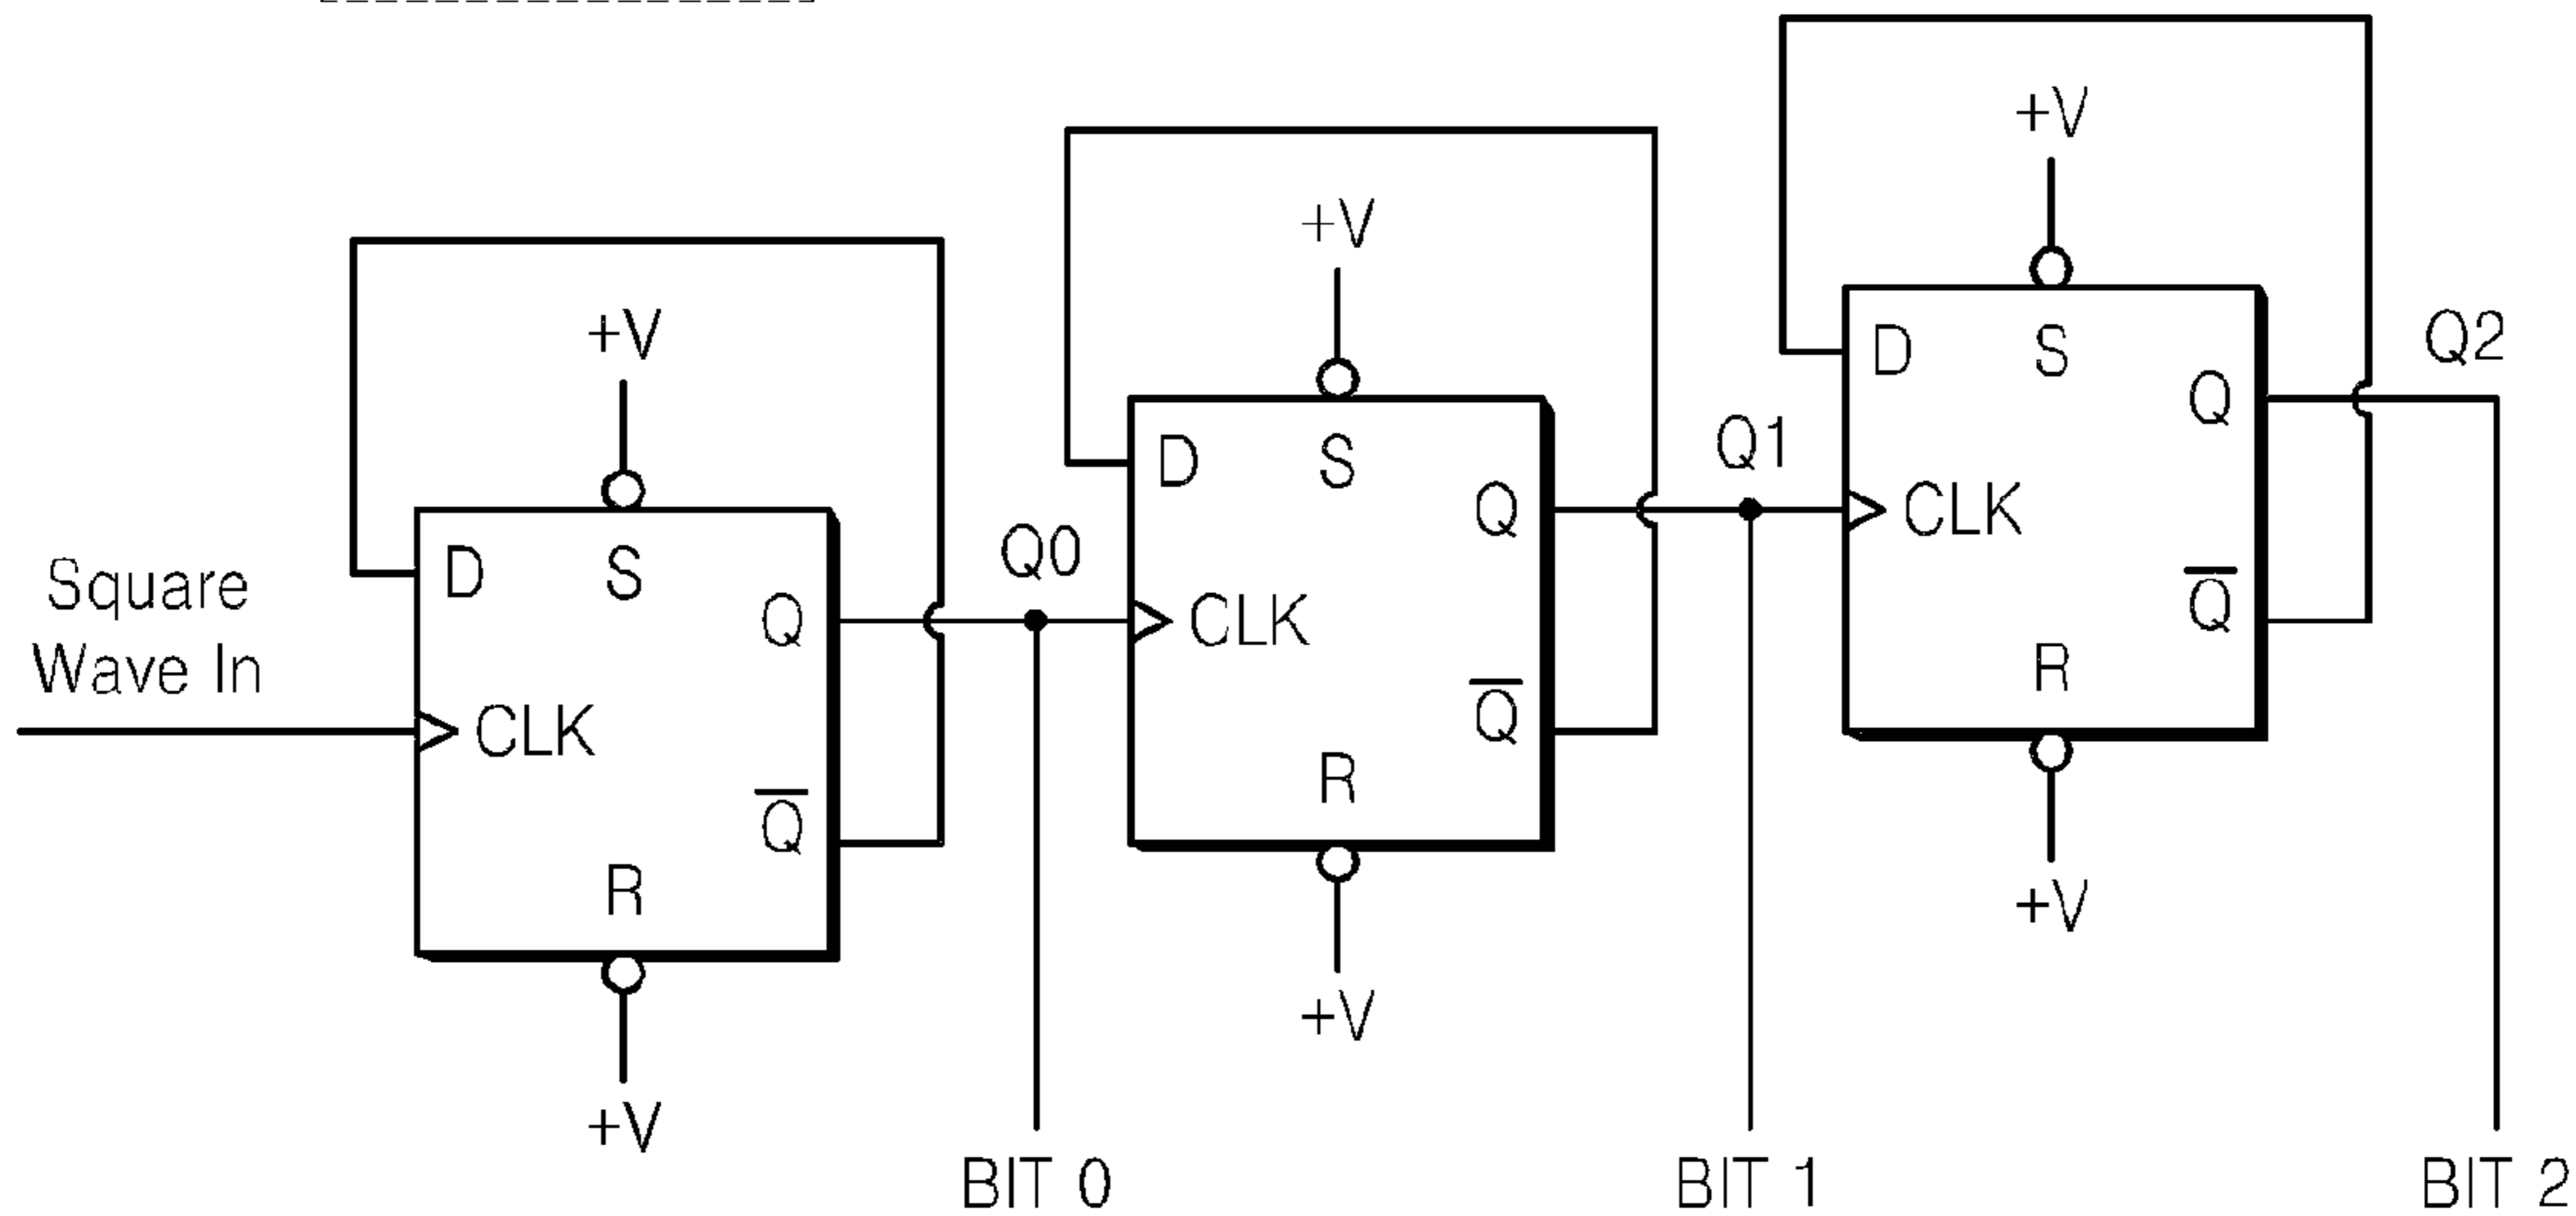 Square
Wave In
+V
D
S
CLK
Q
Q̅
R
+V
Q0
BIT 0
+V
D
S
CLK
Q
Q̅
R
+V
Q1
BIT 1
+V
D
S
CLK
Q
Q̅
R
+V
Q2
BIT 2